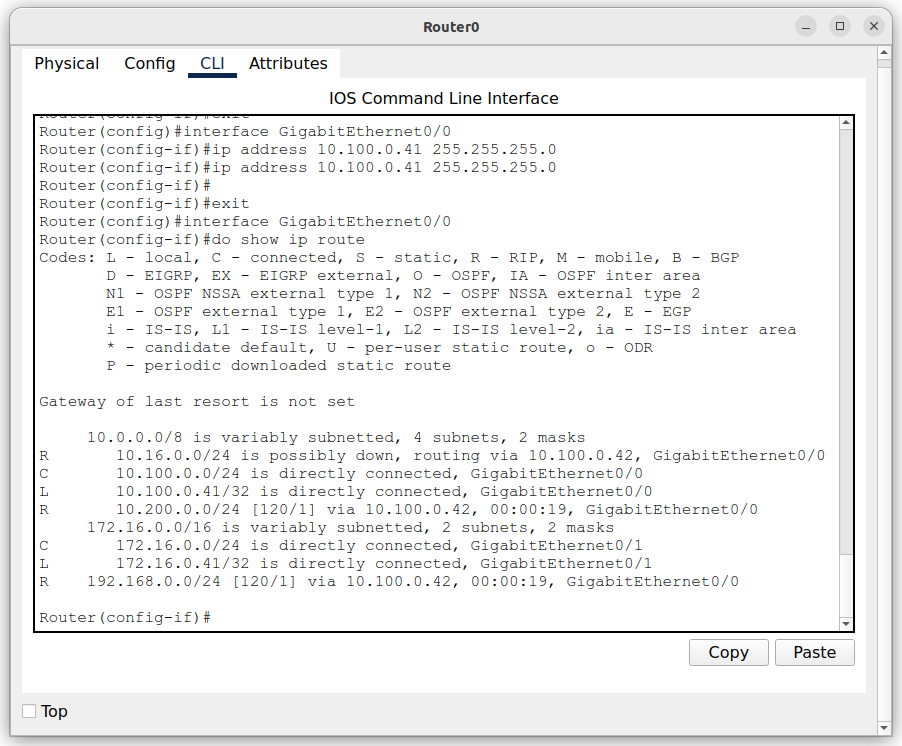 Router0
Physical Config CLI Attributes
IOS Command Line Interface
Router(config-if)#exit
Router(config)#interface GigabitEthernet0/0
Router(config-if)#ip address 10.100.0.41 255.255.255.0
Router(config-if)#ip address 10.100.0.41 255.255.255.0
Router(config-if)#
Router(config-if)#exit
Router(config)#interface GigabitEthernet0/0
Router(config-if)#do show ip route
Codes: L - local, C - connected, S - static, R - RIP, M - mobile, B - BGP
       D - EIGRP, EX - EIGRP external, O - OSPF, IA - OSPF inter area
       N1 - OSPF NSSA external type 1, N2 - OSPF NSSA external type 2
       E1 - OSPF external type 1, E2 - OSPF external type 2, E - EGP
       i - IS-IS, L1 - IS-IS level-1, L2 - IS-IS level-2, ia - IS-IS inter area
       * - candidate default, U - per-user static route, o - ODR
       P - periodic downloaded static route
Gateway of last resort is not set
     10.0.0.0/8 is variably subnetted, 4 subnets, 2 masks
R       10.16.0.0/24 is possibly down, routing via 10.100.0.42, GigabitEthernet0/0
C       10.100.0.0/24 is directly connected, GigabitEthernet0/0
L       10.100.0.41/32 is directly connected, GigabitEthernet0/0
R       10.200.0.0/24 [120/1] via 10.100.0.42, 00:00:19, GigabitEthernet0/0
     172.16.0.0/16 is variably subnetted, 2 subnets, 2 masks
C       172.16.0.0/24 is directly connected, GigabitEthernet0/1
L       172.16.0.41/32 is directly connected, GigabitEthernet0/1
R    192.168.0.0/24 [120/1] via 10.100.0.42, 00:00:19, GigabitEthernet0/0
Router(config-if)#
Copy Paste
Top